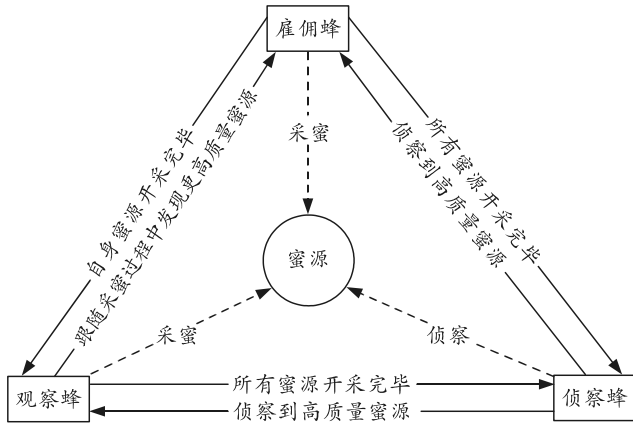 雇佣蜂
采蜜
自身蜜源开采完毕
跟随采蜜过程中发现更高质量蜜源
所有蜜源开采完毕
侦察到高质量蜜源
蜜源
采蜜
侦察
观察蜂
所有蜜源开采完毕
侦察到高质量蜜源
侦察蜂